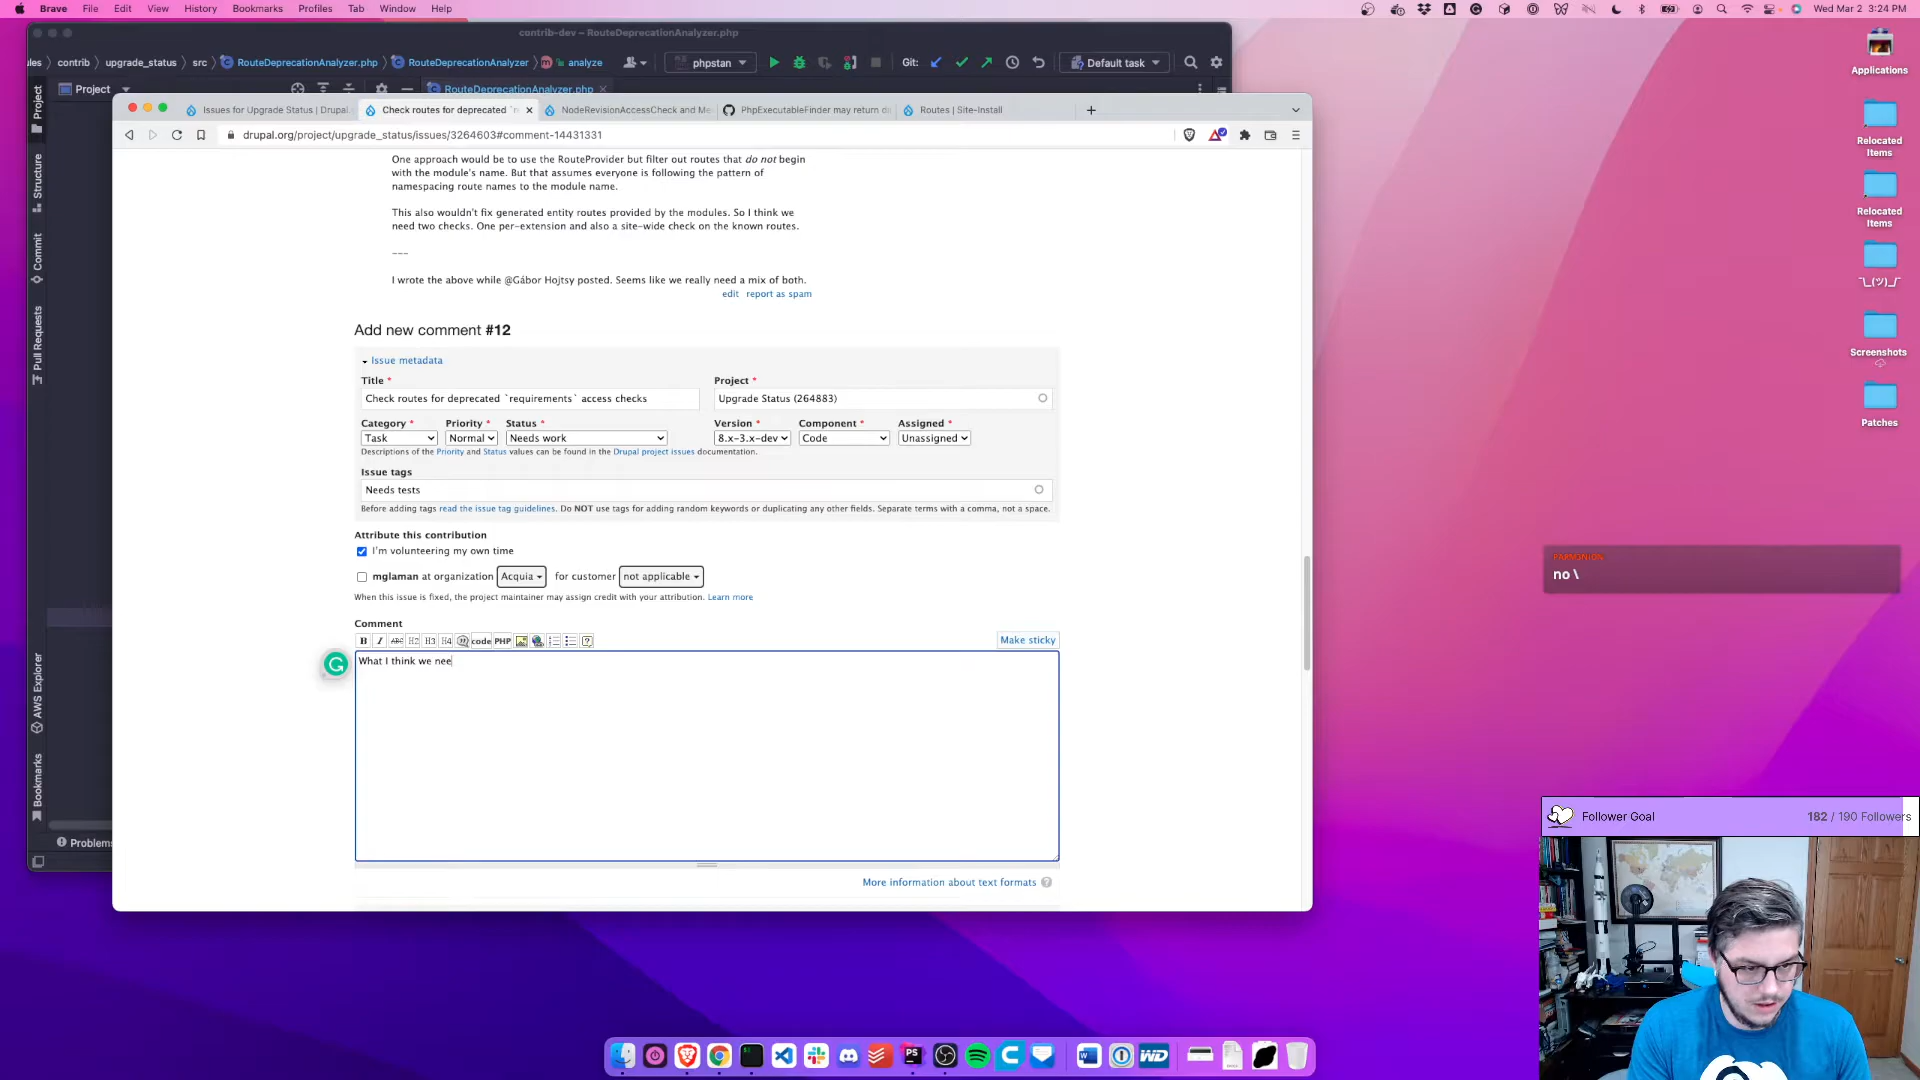 Brave File Edit View History Bookmarks Profiles Tab Window Help
Wed Mar 2 3:24 PM
contrib-dev – RouteDeprecationAnalyzer.php
contrib upgrade_status src RouteDeprecationAnalyzer.php RouteDeprecationAnalyzer analyze
phpstan
Git:
Default task
Project
RouteDeprecationAnalyzer.php
Project
Structure
Commit
Pull Requests
AWS Explorer
Bookmarks
Problems
Issues for Upgrade Status | Drupal.
Check routes for deprecated `r
NodeRevisionAccessCheck and Me
PhpExecutableFinder may return d
Routes | Site-Install
drupal.org/project/upgrade_status/issues/3264603#comment-14431331
One approach would be to use the RouteProvider but filter out routes that do not begin
with the module's name. But that assumes everyone is following the pattern of
namespacing route names to the module name.
This also wouldn't fix generated entity routes provided by the modules. So I think we
need two checks. One per-extension and also a site-wide check on the known routes.
---
I wrote the above while @Gábor Hojtsy posted. Seems like we really need a mix of both.
edit report as spam
Add new comment #12
Issue metadata
Title *
Project *
Check routes for deprecated `requirements` access checks
Upgrade Status (264883)
Category * Priority * Status * Version * Component * Assigned *
Task Normal Needs work 8.x-3.x-dev Code Unassigned
Descriptions of the Priority and Status values can be found in the Drupal project issues documentation.
Issue tags
Needs tests
Before adding tags read the issue tag guidelines. Do NOT use tags for adding random keywords or duplicating any other fields. Separate terms with a comma, not a space.
Attribute this contribution
I'm volunteering my own time
mglaman at organization Acquia for customer not applicable
When this issue is fixed, the project maintainer may assign credit with your attribution. Learn more
Comment
B I ABC H2 H3 H4 code PHP
Make sticky
What I think we nee
More information about text formats ?
Applications
Relocated
Items
Relocated
Items
¯\_(ツ)_/¯
Screenshots
Patches
PARM3NION
no \
Follower Goal
182 / 190 Followers
PS
WD